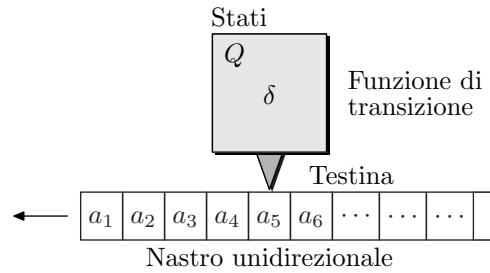 Stati
Q
δ
Funzione di
transizione
Testina
a₁ a₂ a₃ a₄ a₅ a₆ ⋯ ⋯ ⋯
Nastro unidirezionale